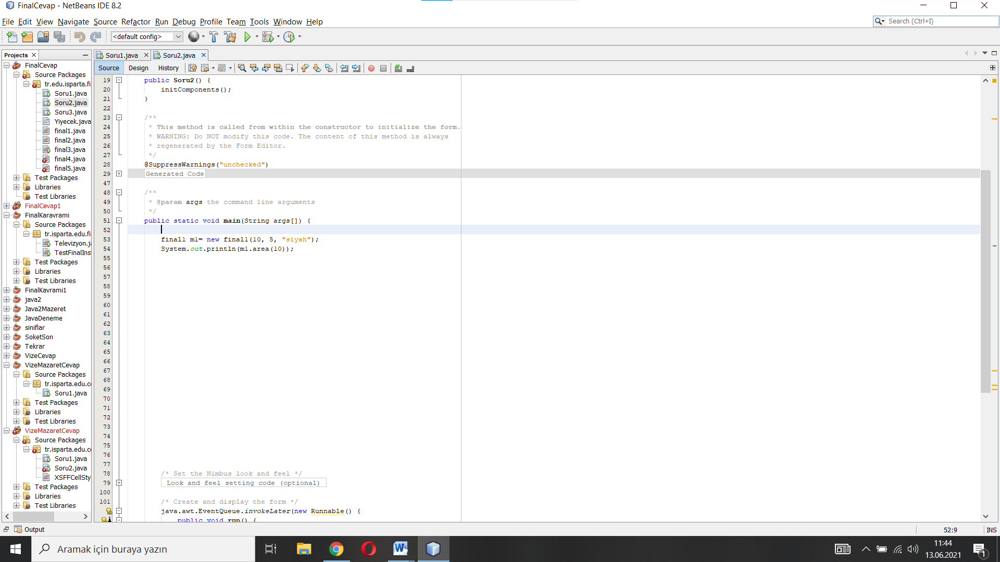 FinalCevap - NetBeans IDE 8.2
File Edit View Navigate Source Refactor Run Debug Profile Team Tools Window Help
Search (Ctrl+I)
<default config>
Projects
Soru1.java
Soru2.java
Source Design History
FinalCevap
Source Packages
tr.edu.isparta.fi
Soru1.java
Soru2.java
Soru3.java
Yiyecek.java
final1.java
final2.java
final3.java
final4.java
final5.java
Test Packages
Libraries
Test Libraries
FinalCevap1
FinalKaravrami
Source Packages
tr.isparta.edu.fi
Televizyon.ja
TestFinalIns
Test Packages
Libraries
Test Libraries
FinalKavrami1
java2
Java2Mazeret
JavaDeneme
siniflar
SoketSon
Tekrar
VizeCevap
VizeMazaretCevap
Source Packages
tr.isparta.edu.co
Soru1.java
Test Packages
Libraries
Test Libraries
VizeMazaretCevap
Source Packages
tr.isparta.edu.co
Soru1.java
Soru2.java
XSFFCellSty
Test Packages
Libraries
Test Libraries
19 public Soru2() {
20 initComponents();
21 }
22
23 /**
24 * This method is called from within the constructor to initialize the form.
25 * WARNING: Do NOT modify this code. The content of this method is always
26 * regenerated by the Form Editor.
27 */
28 @SuppressWarnings("unchecked")
29 Generated Code
47
48 /**
49 * @param args the command line arguments
50 */
51 public static void main(String args[]) {
52
53 final1 m1= new final1(10, 5, "siyah");
54 System.out.println(m1.area(10));
55
56
57
58
59
60
61
62
63
64
65
66
67
68
69
70
71
72
73
74
75
76
77
78 /* Set the Nimbus look and feel */
79 Look and feel setting code (optional)
100
101 /* Create and display the form */
java.awt.EventQueue.invokeLater(new Runnable() {
public void run() {
Output
52:9 INS
Aramak için buraya yazın
11:44
13.06.2021
1